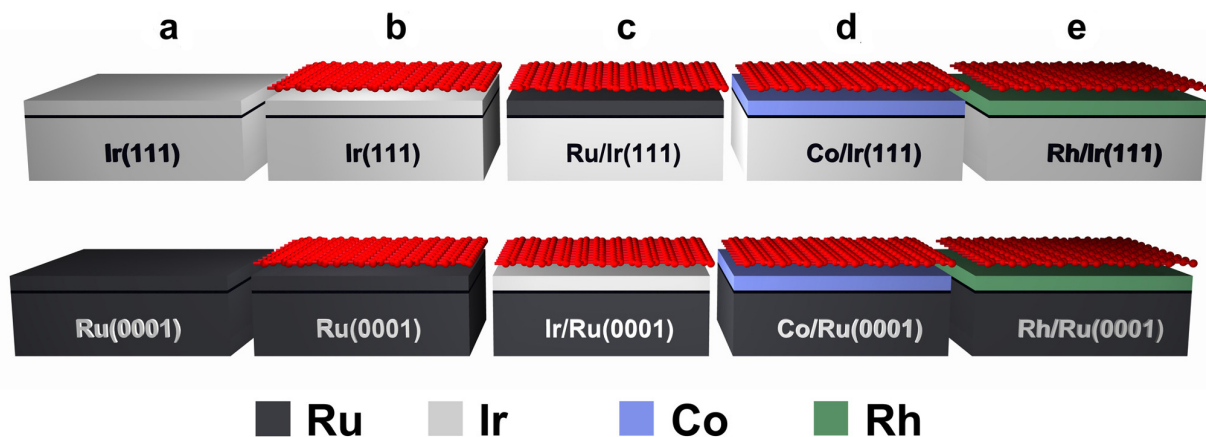 a b c d e
Ir(111) Ir(111) Ru/Ir(111) Co/Ir(111) Rh/Ir(111)
Ru(0001) Ru(0001) Ir/Ru(0001) Co/Ru(0001) Rh/Ru(0001)
Ru Ir Co Rh